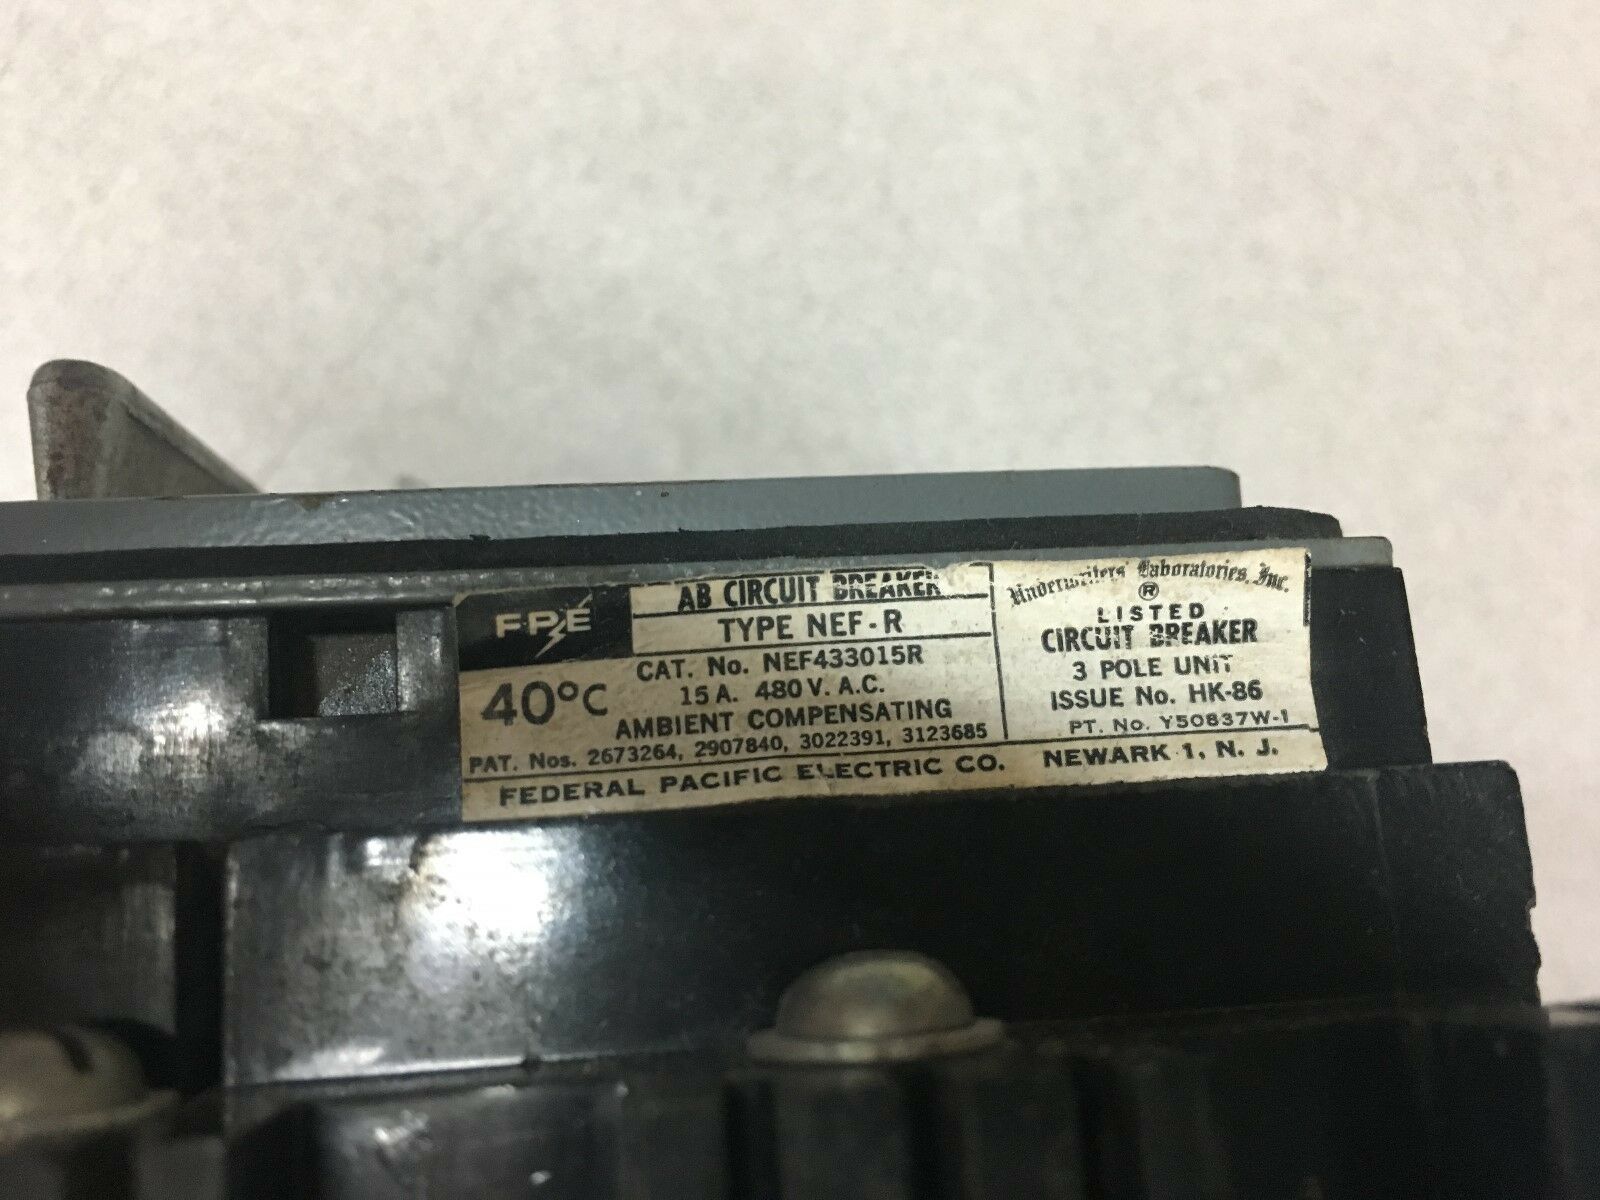 FPE
AB CIRCUIT BREAKER
TYPE NEF-R
CAT. No. NEF433015R
40°C
15 A. 480 V. A.C.
AMBIENT COMPENSATING
PAT. Nos. 2673264, 2907840, 3022391, 3123685
Underwriters' Laboratories, Inc.
®
LISTED
CIRCUIT BREAKER
3 POLE UNIT
ISSUE No. HK-86
PT. No. Y50837W-1
FEDERAL PACIFIC ELECTRIC CO. NEWARK 1, N. J.